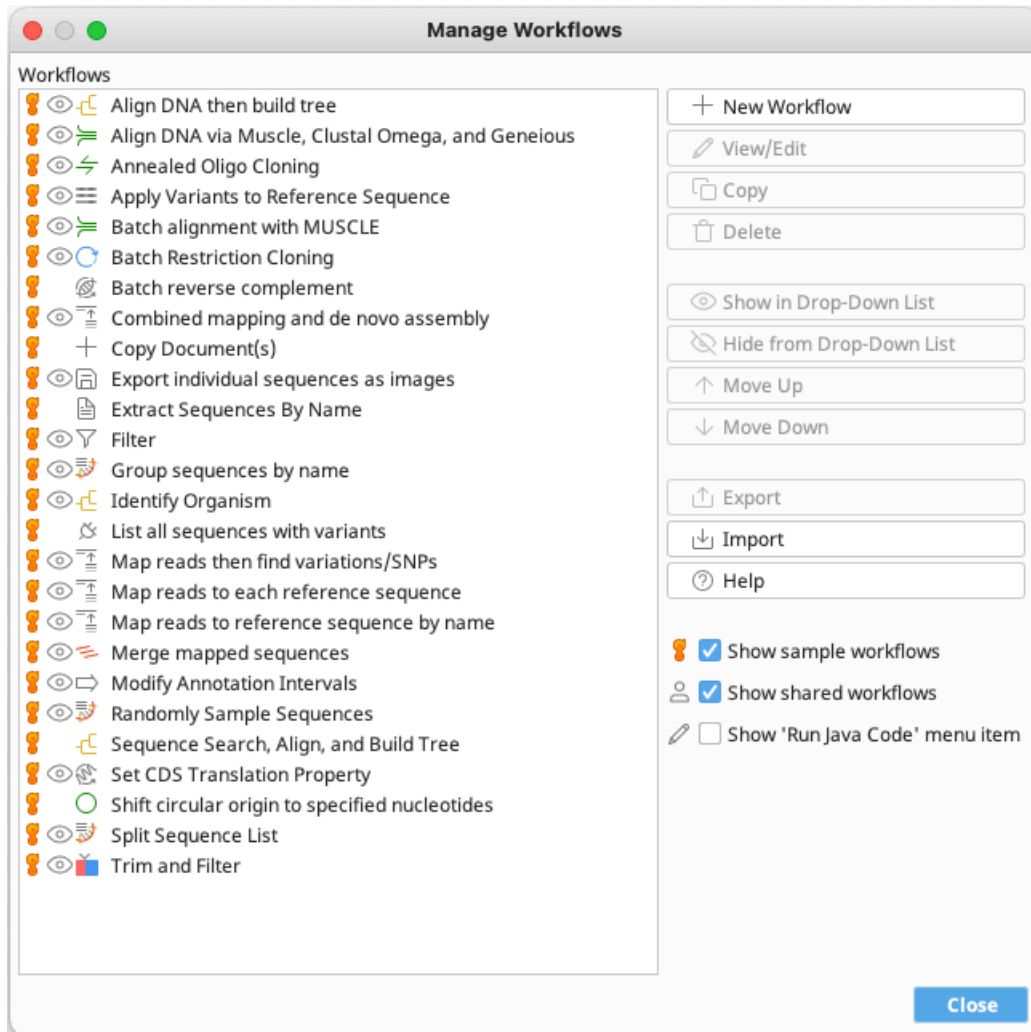 Manage Workflows
Workflows
Align DNA then build tree
Align DNA via Muscle, Clustal Omega, and Geneious
Annealed Oligo Cloning
Apply Variants to Reference Sequence
Batch alignment with MUSCLE
Batch Restriction Cloning
Batch reverse complement
Combined mapping and de novo assembly
Copy Document(s)
Export individual sequences as images
Extract Sequences By Name
Filter
Group sequences by name
Identify Organism
List all sequences with variants
Map reads then find variations/SNPs
Map reads to each reference sequence
Map reads to reference sequence by name
Merge mapped sequences
Modify Annotation Intervals
Randomly Sample Sequences
Sequence Search, Align, and Build Tree
Set CDS Translation Property
Shift circular origin to specified nucleotides
Split Sequence List
Trim and Filter
New Workflow
View/Edit
Copy
Delete
Show in Drop-Down List
Hide from Drop-Down List
Move Up
Move Down
Export
Import
Help
Show sample workflows
Show shared workflows
Show 'Run Java Code' menu item
Close